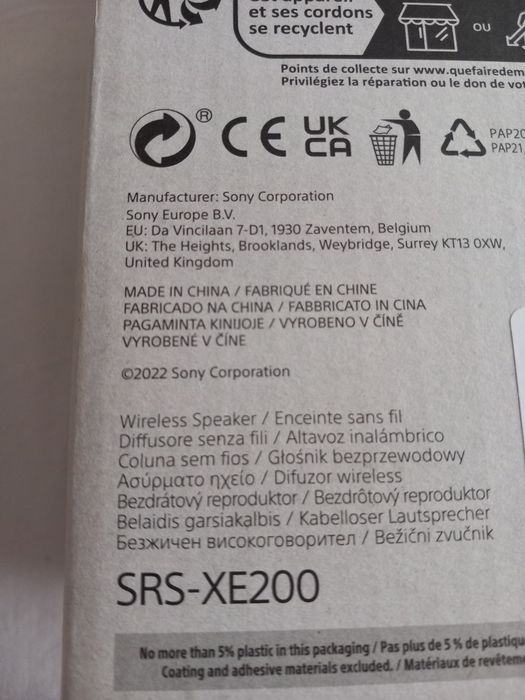 et ses cordons
se recyclent
OU
Points de collecte sur www.quefairedem
Privilégiez la réparation ou le don de vot
®
CE UK
CA
PAP20
PAP21,
Manufacturer: Sony Corporation
Sony Europe B.V.
EU: Da Vincilaan 7-D1, 1930 Zaventem, Belgium
UK: The Heights, Brooklands, Weybridge, Surrey KT13 0XW,
United Kingdom
MADE IN CHINA / FABRIQUÉ EN CHINE
FABRICADO NA CHINA / FABBRICATO IN CINA
PAGAMINTA KINIJOJE / VYROBENO V ČÍNĚ
VYROBENÉ V ČÍNE
©2022 Sony Corporation
Wireless Speaker / Enceinte sans fil
Diffusore senza fili / Altavoz inalámbrico
Coluna sem fios / Głośnik bezprzewodowy
Ασύρματο ηχείο / Difuzor wireless
Bezdrátový reproduktor / Bezdrôtový reproduktor
Belaidis garsiakalbis / Kabelloser Lautsprecher
Безжичен високоговорител / Bežični zvučnik
SRS-XE200
No more than 5% plastic in this packaging / Pas plus de 5 % de plastiqu
Coating and adhesive materials excluded. / Matériaux de revêteme